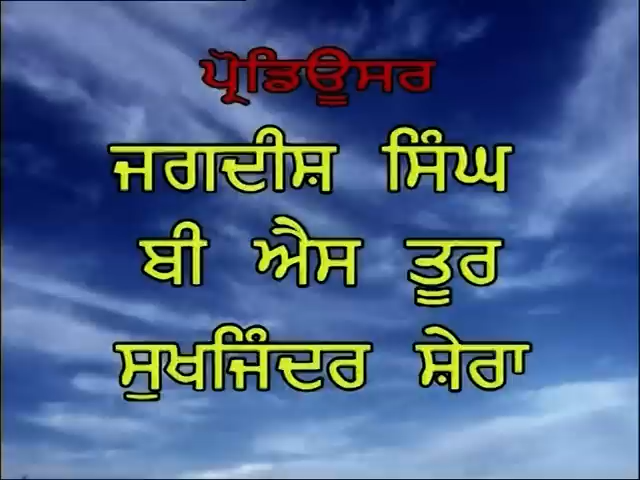 ਪ੍ਰੋਡਿਊਸਰ
ਜਗਦੀਸ਼ ਸਿੰਘ
ਬੀ ਐਸ ਤੂਰ
ਸੁਖਜਿੰਦਰ ਸ਼ੇਰਾ